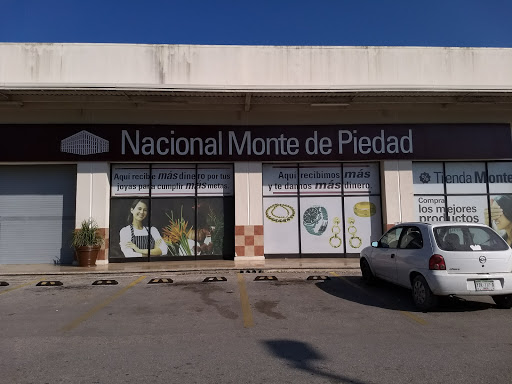 Nacional Monte de Piedad
Aquí recibe más dinero por tus
joyas para cumplir más metas.
Aquí recibimos más
y te damos más dinero.
Tienda Monte
Compra
los mejores
productos